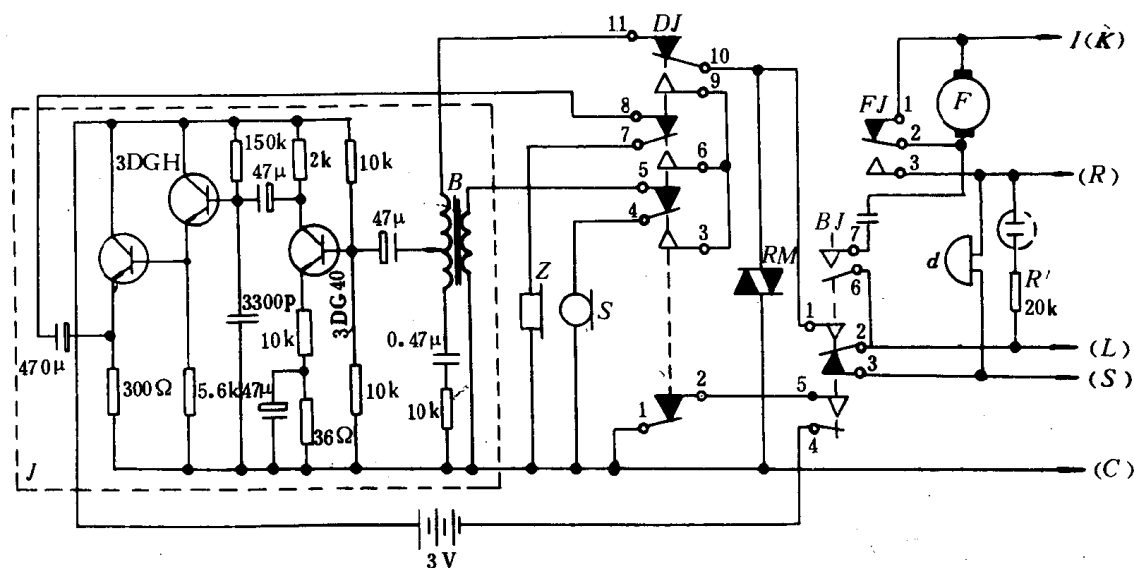 11
DJ
10
9
8
7
6
5
4
3
2
1
I(K)
F
FJ
1
2
3
(R)
BJ
7
6
d
R'
20k
1
2
3
(L)
(S)
5
4
(C)
RM
3DGH
150k
47μ
2k
10k
47μ
B
3DG40
3300p
10k
470μ
300Ω
5.6k
47μ
36Ω
10k
0.47μ
10k
Z
S
J
3V